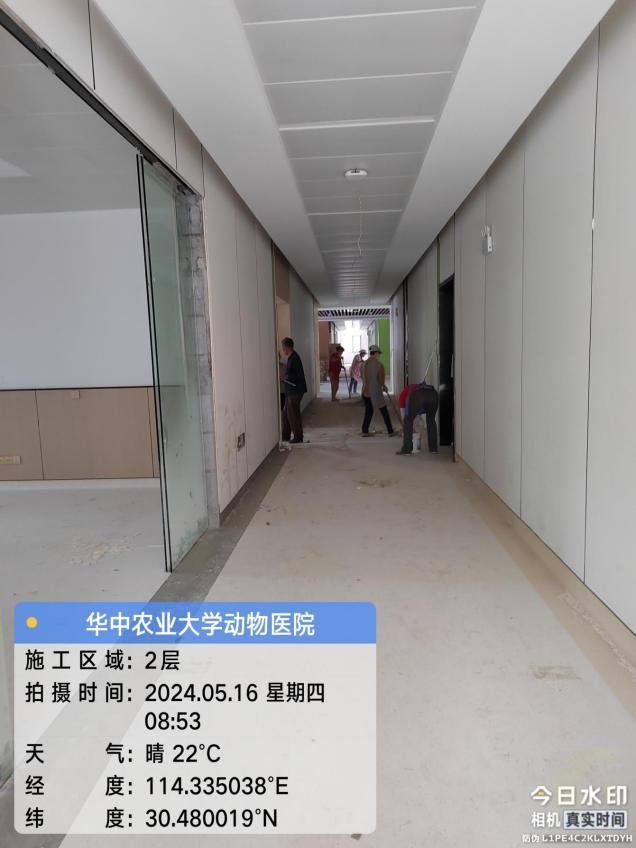 华中农业大学动物医院
施工区域：2层
拍摄时间：2024.05.16 星期四
08:53
天气：晴 22°C
经度：114.335038°E
纬度：30.480019°N
今日水印
相机 真实时间
防伪 L1PE4C2KLXTDYH